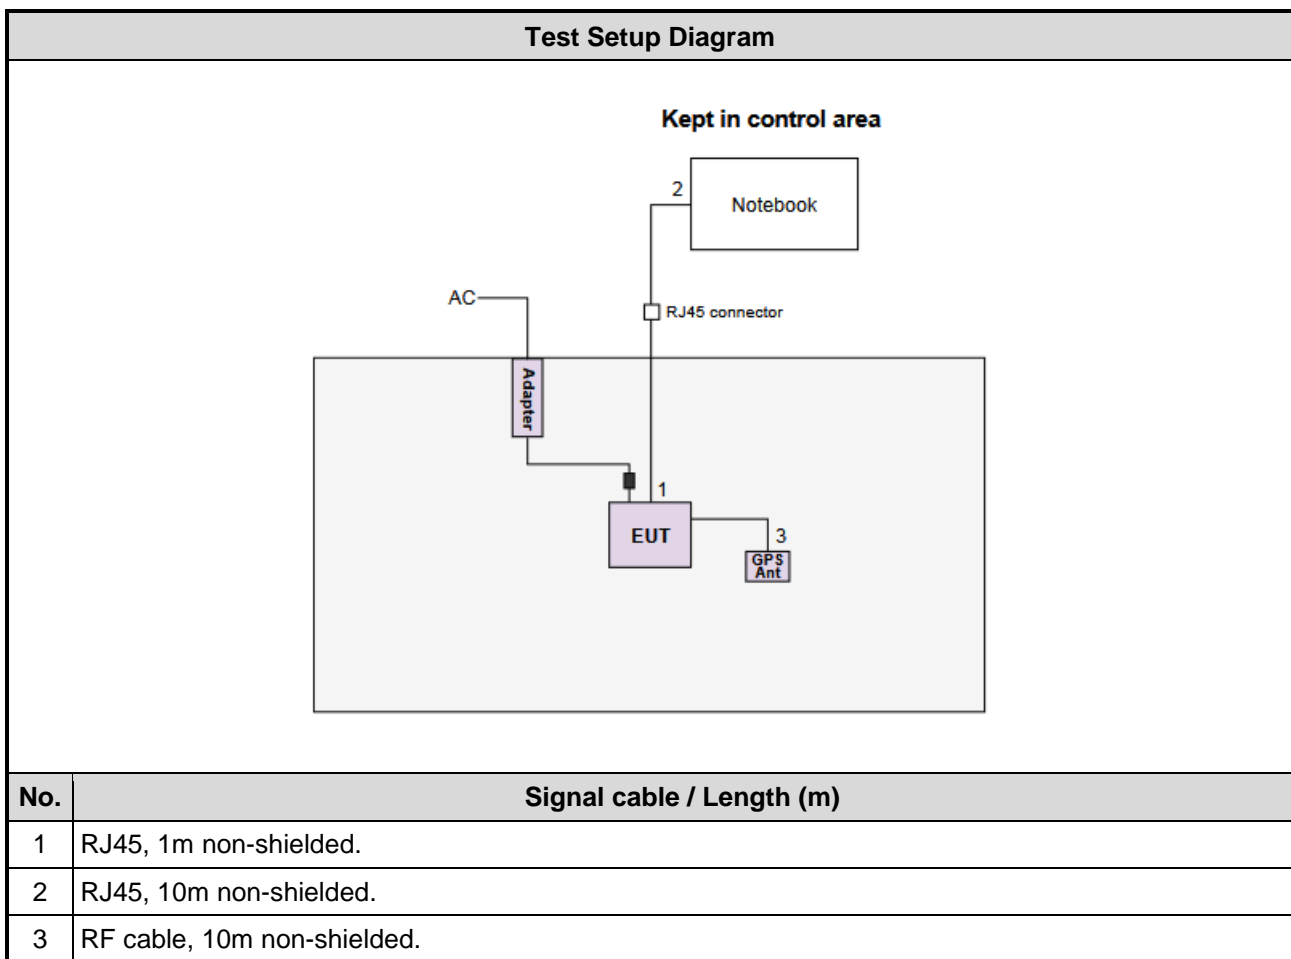 Test Setup Diagram
Kept in control area
2
Notebook
AC
RJ45 connector
Adapter
1
EUT
3
GPS
Ant
No. Signal cable / Length (m)
1 RJ45, 1m non-shielded.
2 RJ45, 10m non-shielded.
3 RF cable, 10m non-shielded.